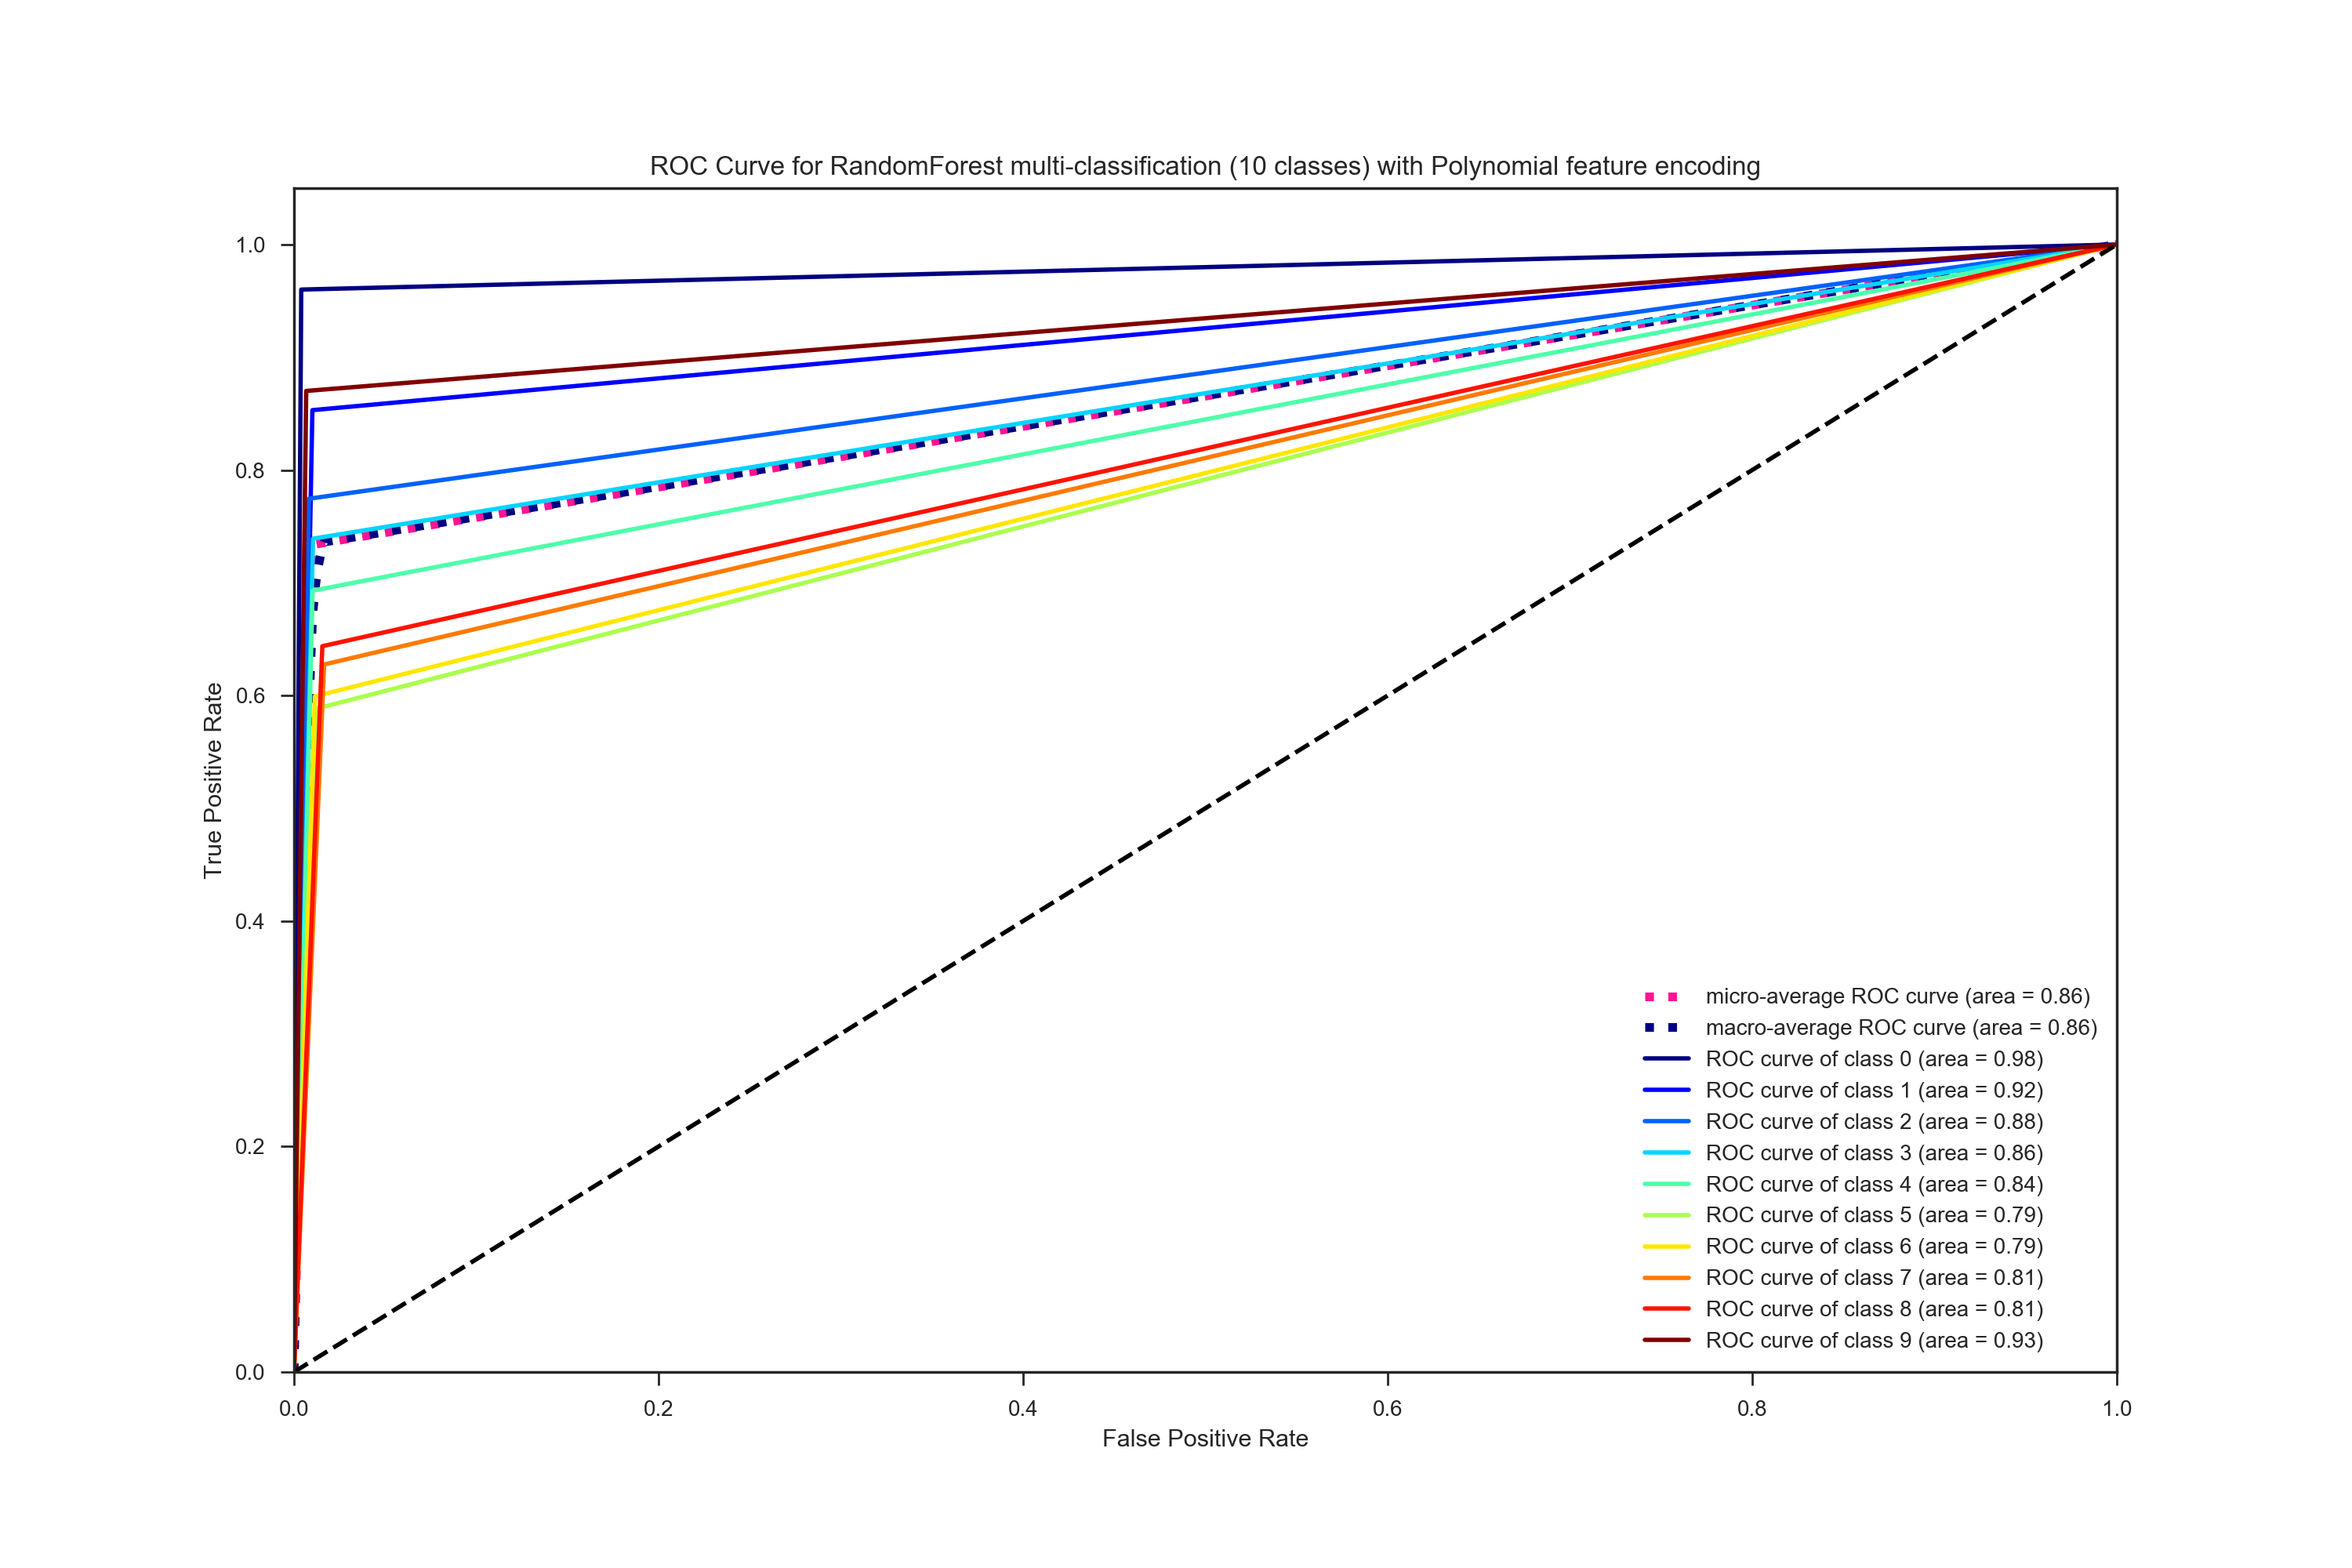 ROC Curve for RandomForest multi-classification (10 classes) with Polynomial feature encoding
1.0
0.8
0.6
0.4
0.2
0.0
True Positive Rate
micro-average ROC curve (area = 0.86)
macro-average ROC curve (area = 0.86)
ROC curve of class 0 (area = 0.98)
ROC curve of class 1 (area = 0.92)
ROC curve of class 2 (area = 0.88)
ROC curve of class 3 (area = 0.86)
ROC curve of class 4 (area = 0.84)
ROC curve of class 5 (area = 0.79)
ROC curve of class 6 (area = 0.79)
ROC curve of class 7 (area = 0.81)
ROC curve of class 8 (area = 0.81)
ROC curve of class 9 (area = 0.93)
0.0 0.2 0.4 0.6 0.8 1.0
False Positive Rate